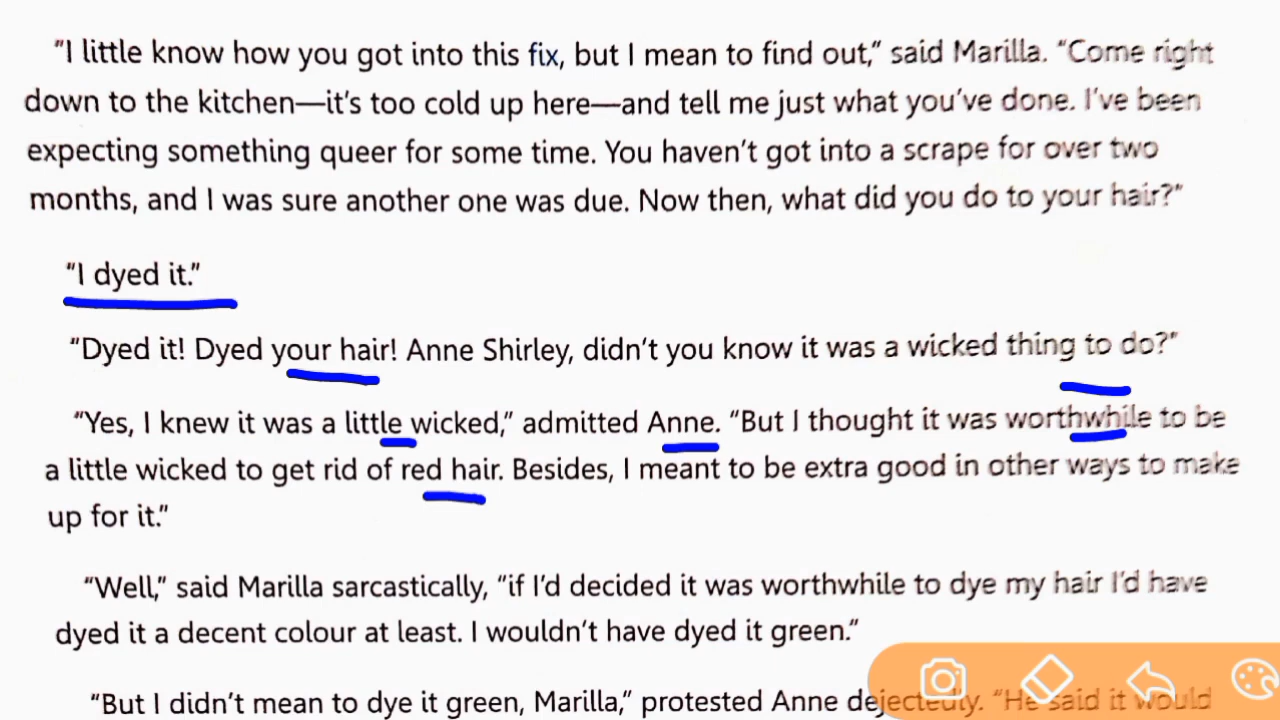 “I little know how you got into this fix, but I mean to find out,” said Marilla. “Come right
down to the kitchen—it’s too cold up here—and tell me just what you’ve done. I’ve been
expecting something queer for some time. You haven’t got into a scrape for over two
months, and I was sure another one was due. Now then, what did you do to your hair?”
“I dyed it.”
“Dyed it! Dyed your hair! Anne Shirley, didn’t you know it was a wicked thing to do?”
“Yes, I knew it was a little wicked,” admitted Anne. “But I thought it was worthwhile to be
a little wicked to get rid of red hair. Besides, I meant to be extra good in other ways to make
up for it.”
“Well,” said Marilla sarcastically, “if I’d decided it was worthwhile to dye my hair I’d have
dyed it a decent colour at least. I wouldn’t have dyed it green.”
“But I didn’t mean to dye it green, Marilla,” protested Anne dejectedly. “He said it would